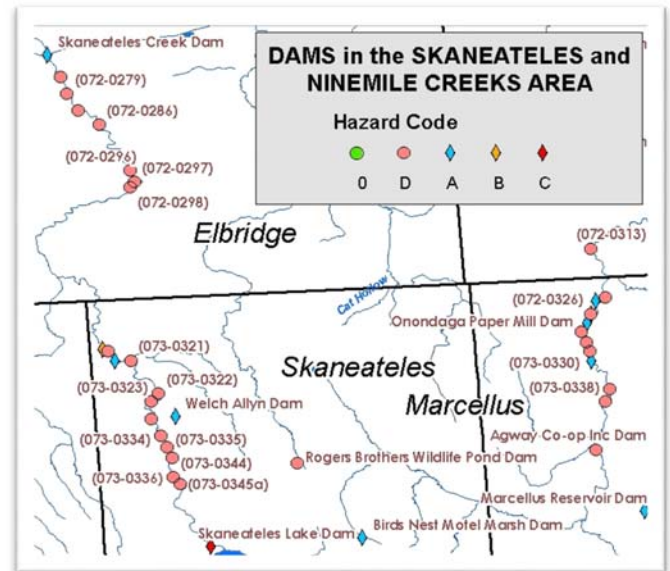 Skaneateles Creek Dam
DAMS in the SKANEATELES and
NINEMILE CREEKS AREA
Hazard Code
0 D A B C
(072-0279)
(072-0286)
(072-0296)
(072-0297)
(072-0298)
Elbridge
(072-0313)
Cat Hollow
(072-0326)
Onondaga Paper Mill Dam
(073-0321)
(073-0330)
Skaneateles
(073-0322)
(073-0323)
(073-0338)
Welch Allyn Dam
Marcellus
(073-0334)
(073-0335)
Agway Co-op Inc Dam
(073-0344)
Rogers Brothers Wildlife Pond Dam
(073-0336)
(073-0345a)
Marcellus Reservoir Dam
Birds Nest Motel Marsh Dam
Skaneateles Lake Dam